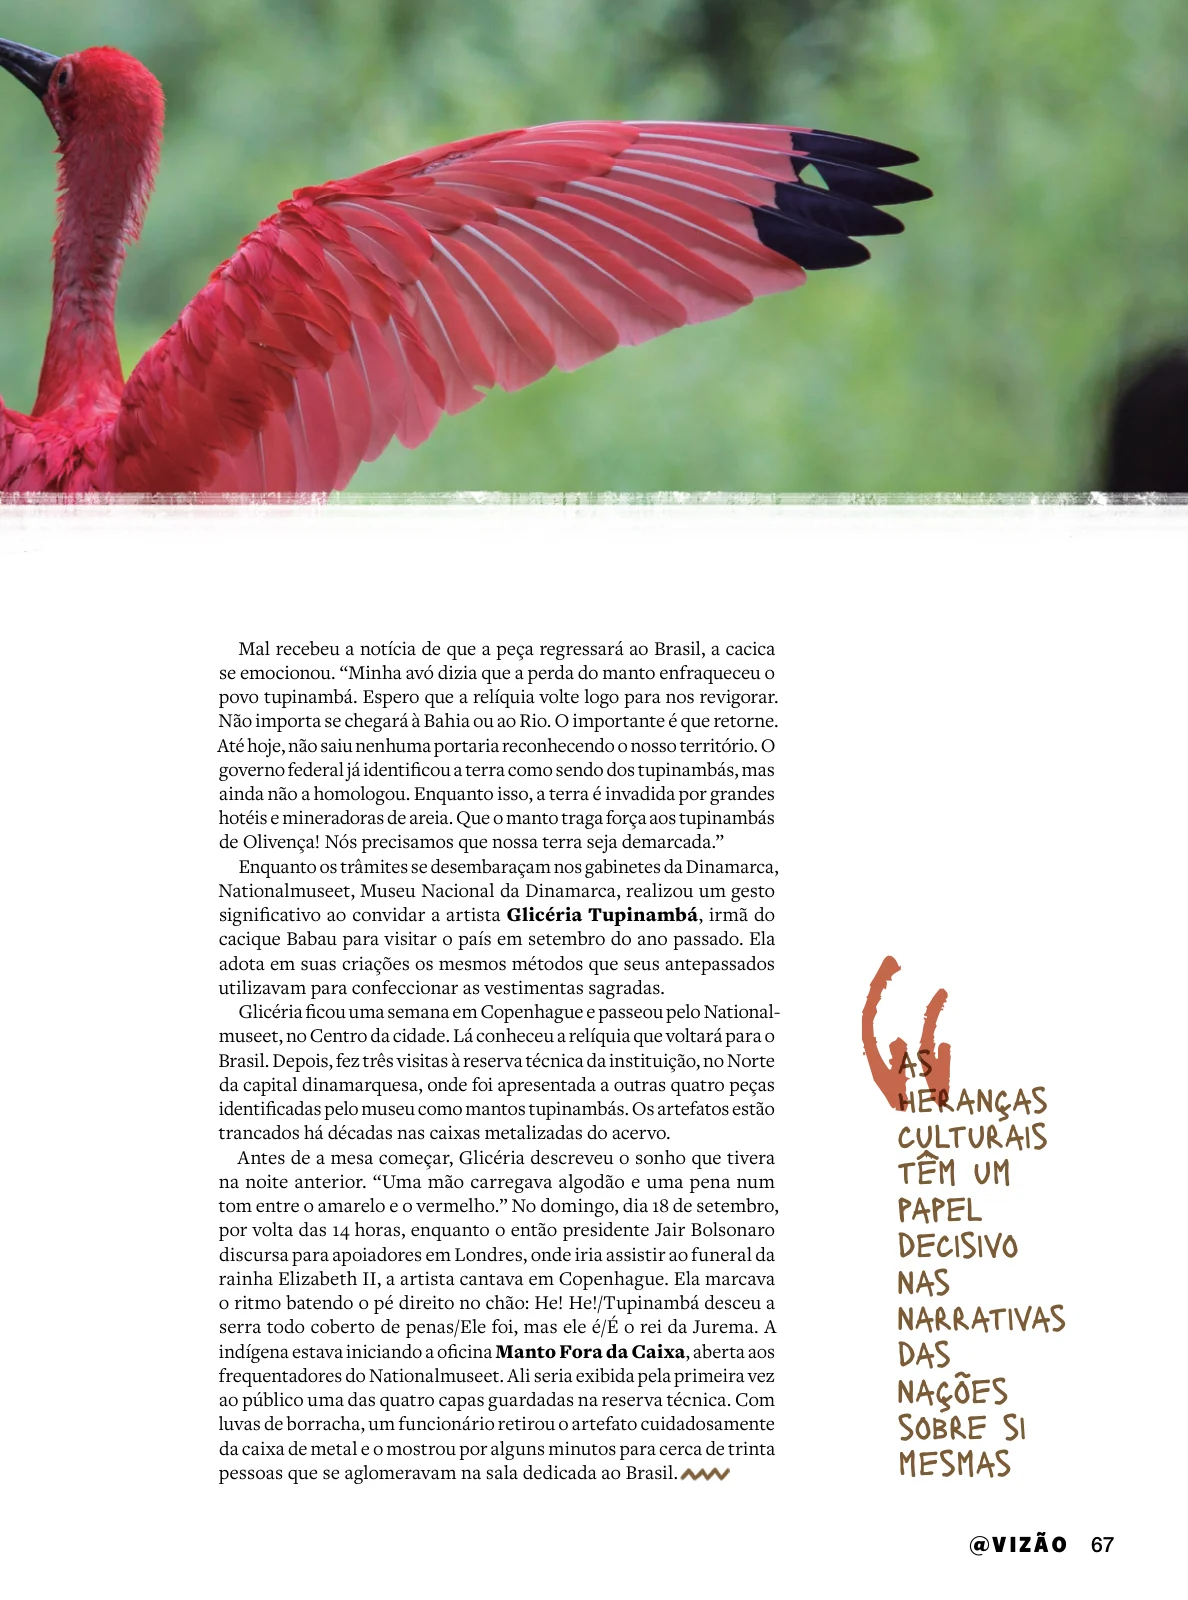 Mal recebeu a notícia de que a peça regressará ao Brasil, a cacica
se emocionou. “Minha avó dizia que a perda do manto enfraqueceu o
povo tupinambá. Espero que a relíquia volte logo para nos revigorar.
Não importa se chegará à Bahia ou ao Rio. O importante é que retorne.
Até hoje, não saiu nenhuma portaria reconhecendo o nosso território. O
governo federal já identificou a terra como sendo dos tupinambás, mas
ainda não a homologou. Enquanto isso, a terra é invadida por grandes
hotéis e mineradoras de areia. Que o manto traga força aos tupinambás
de Olivença! Nós precisamos que nossa terra seja demarcada.”
Enquanto os trâmites se desembaraçam nos gabinetes da Dinamarca,
Nationalmuseet, Museu Nacional da Dinamarca, realizou um gesto
significativo ao convidar a artista Glicéria Tupinambá, irmã do
cacique Babau para visitar o país em setembro do ano passado. Ela
adota em suas criações os mesmos métodos que seus antepassados
utilizavam para confeccionar as vestimentas sagradas.
Glicéria ficou uma semana em Copenhague e passeou pelo National-
museet, no Centro da cidade. Lá conheceu a relíquia que voltará para o
Brasil. Depois, fez três visitas à reserva técnica da instituição, no Norte
da capital dinamarquesa, onde foi apresentada a outras quatro peças
identificadas pelo museu como mantos tupinambás. Os artefatos estão
trancados há décadas nas caixas metalizadas do acervo.
Antes de a mesa começar, Glicéria descreveu o sonho que tivera
na noite anterior. “Uma mão carregava algodão e uma pena num
tom entre o amarelo e o vermelho.” No domingo, dia 18 de setembro,
por volta das 14 horas, enquanto o então presidente Jair Bolsonaro
discursa para apoiadores em Londres, onde iria assistir ao funeral da
rainha Elizabeth II, a artista cantava em Copenhague. Ela marcava
o ritmo batendo o pé direito no chão: He! He!/Tupinambá desceu a
serra todo coberto de penas/Ele foi, mas ele é/É o rei da Jurema. A
indígena estava iniciando a oficina Manto Fora da Caixa, aberta aos
frequentadores do Nationalmuseet. Ali seria exibida pela primeira vez
ao público uma das quatro capas guardadas na reserva técnica. Com
luvas de borracha, um funcionário retirou o artefato cuidadosamente
da caixa de metal e o mostrou por alguns minutos para cerca de trinta
pessoas que se aglomeravam na sala dedicada ao Brasil.
AS
HERANÇAS
CULTURAIS
TÊM UM
PAPEL
DECISIVO
NAS
NARRATIVAS
DAS
NAÇÕES
SOBRE SI
MESMAS
@VIZÃO 67